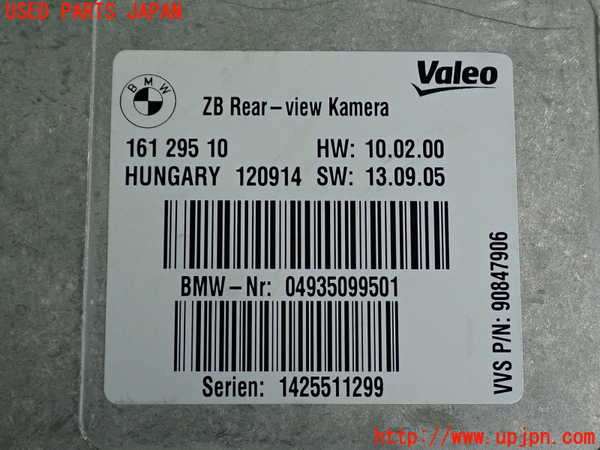 USED PARTS JAPAN
BMW
Valeo
ZB Rear-view Kamera
161 295 10 HW: 10.02.00
HUNGARY 120914 SW: 13.09.05
BMW-Nr: 04935099501
Serien: 1425511299
VVS P/N: 90847906
http://www.upjpn.com/